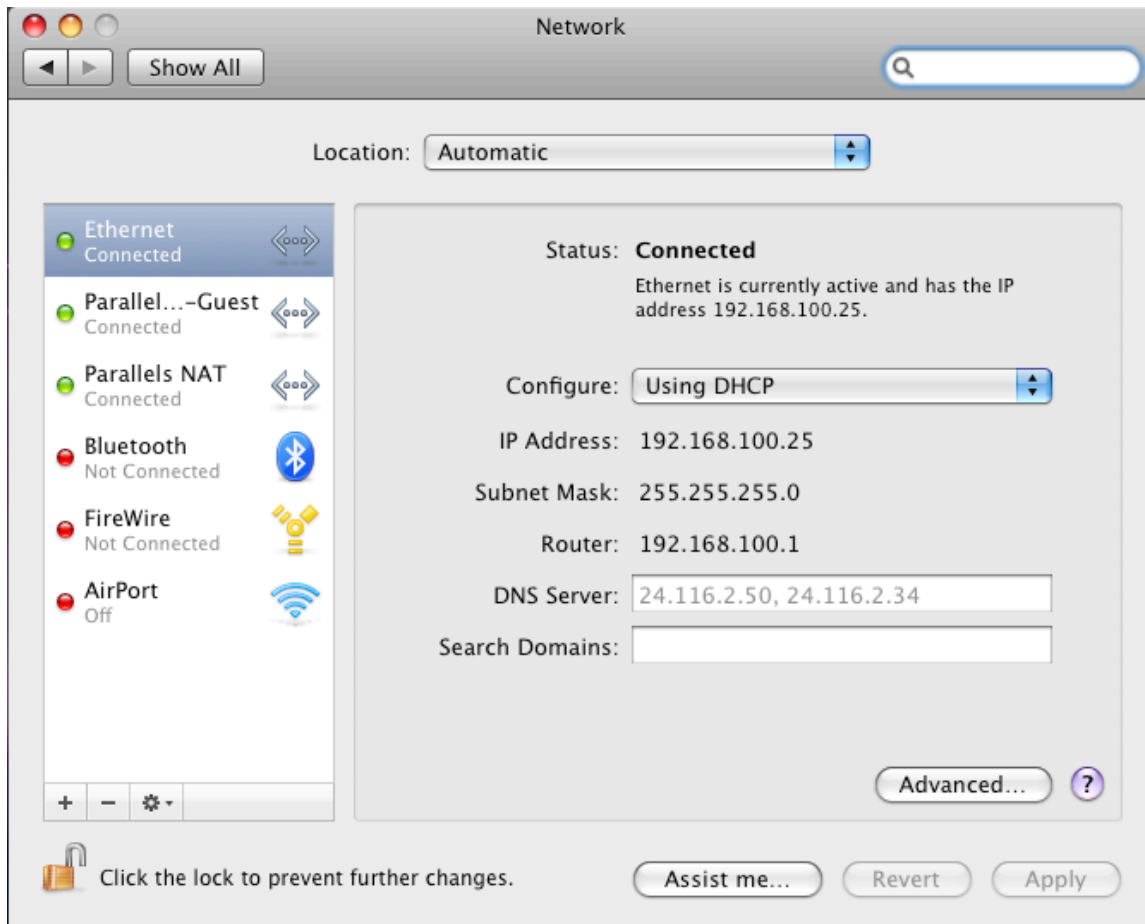 Network
Show All
Location: Automatic
Ethernet
Connected
Parallel...-Guest
Connected
Parallels NAT
Connected
Bluetooth
Not Connected
FireWire
Not Connected
AirPort
Off
Status: Connected
Ethernet is currently active and has the IP
address 192.168.100.25.
Configure: Using DHCP
IP Address: 192.168.100.25
Subnet Mask: 255.255.255.0
Router: 192.168.100.1
DNS Server: 24.116.2.50, 24.116.2.34
Search Domains:
Advanced... ?
+ −
Click the lock to prevent further changes.
Assist me... Revert Apply